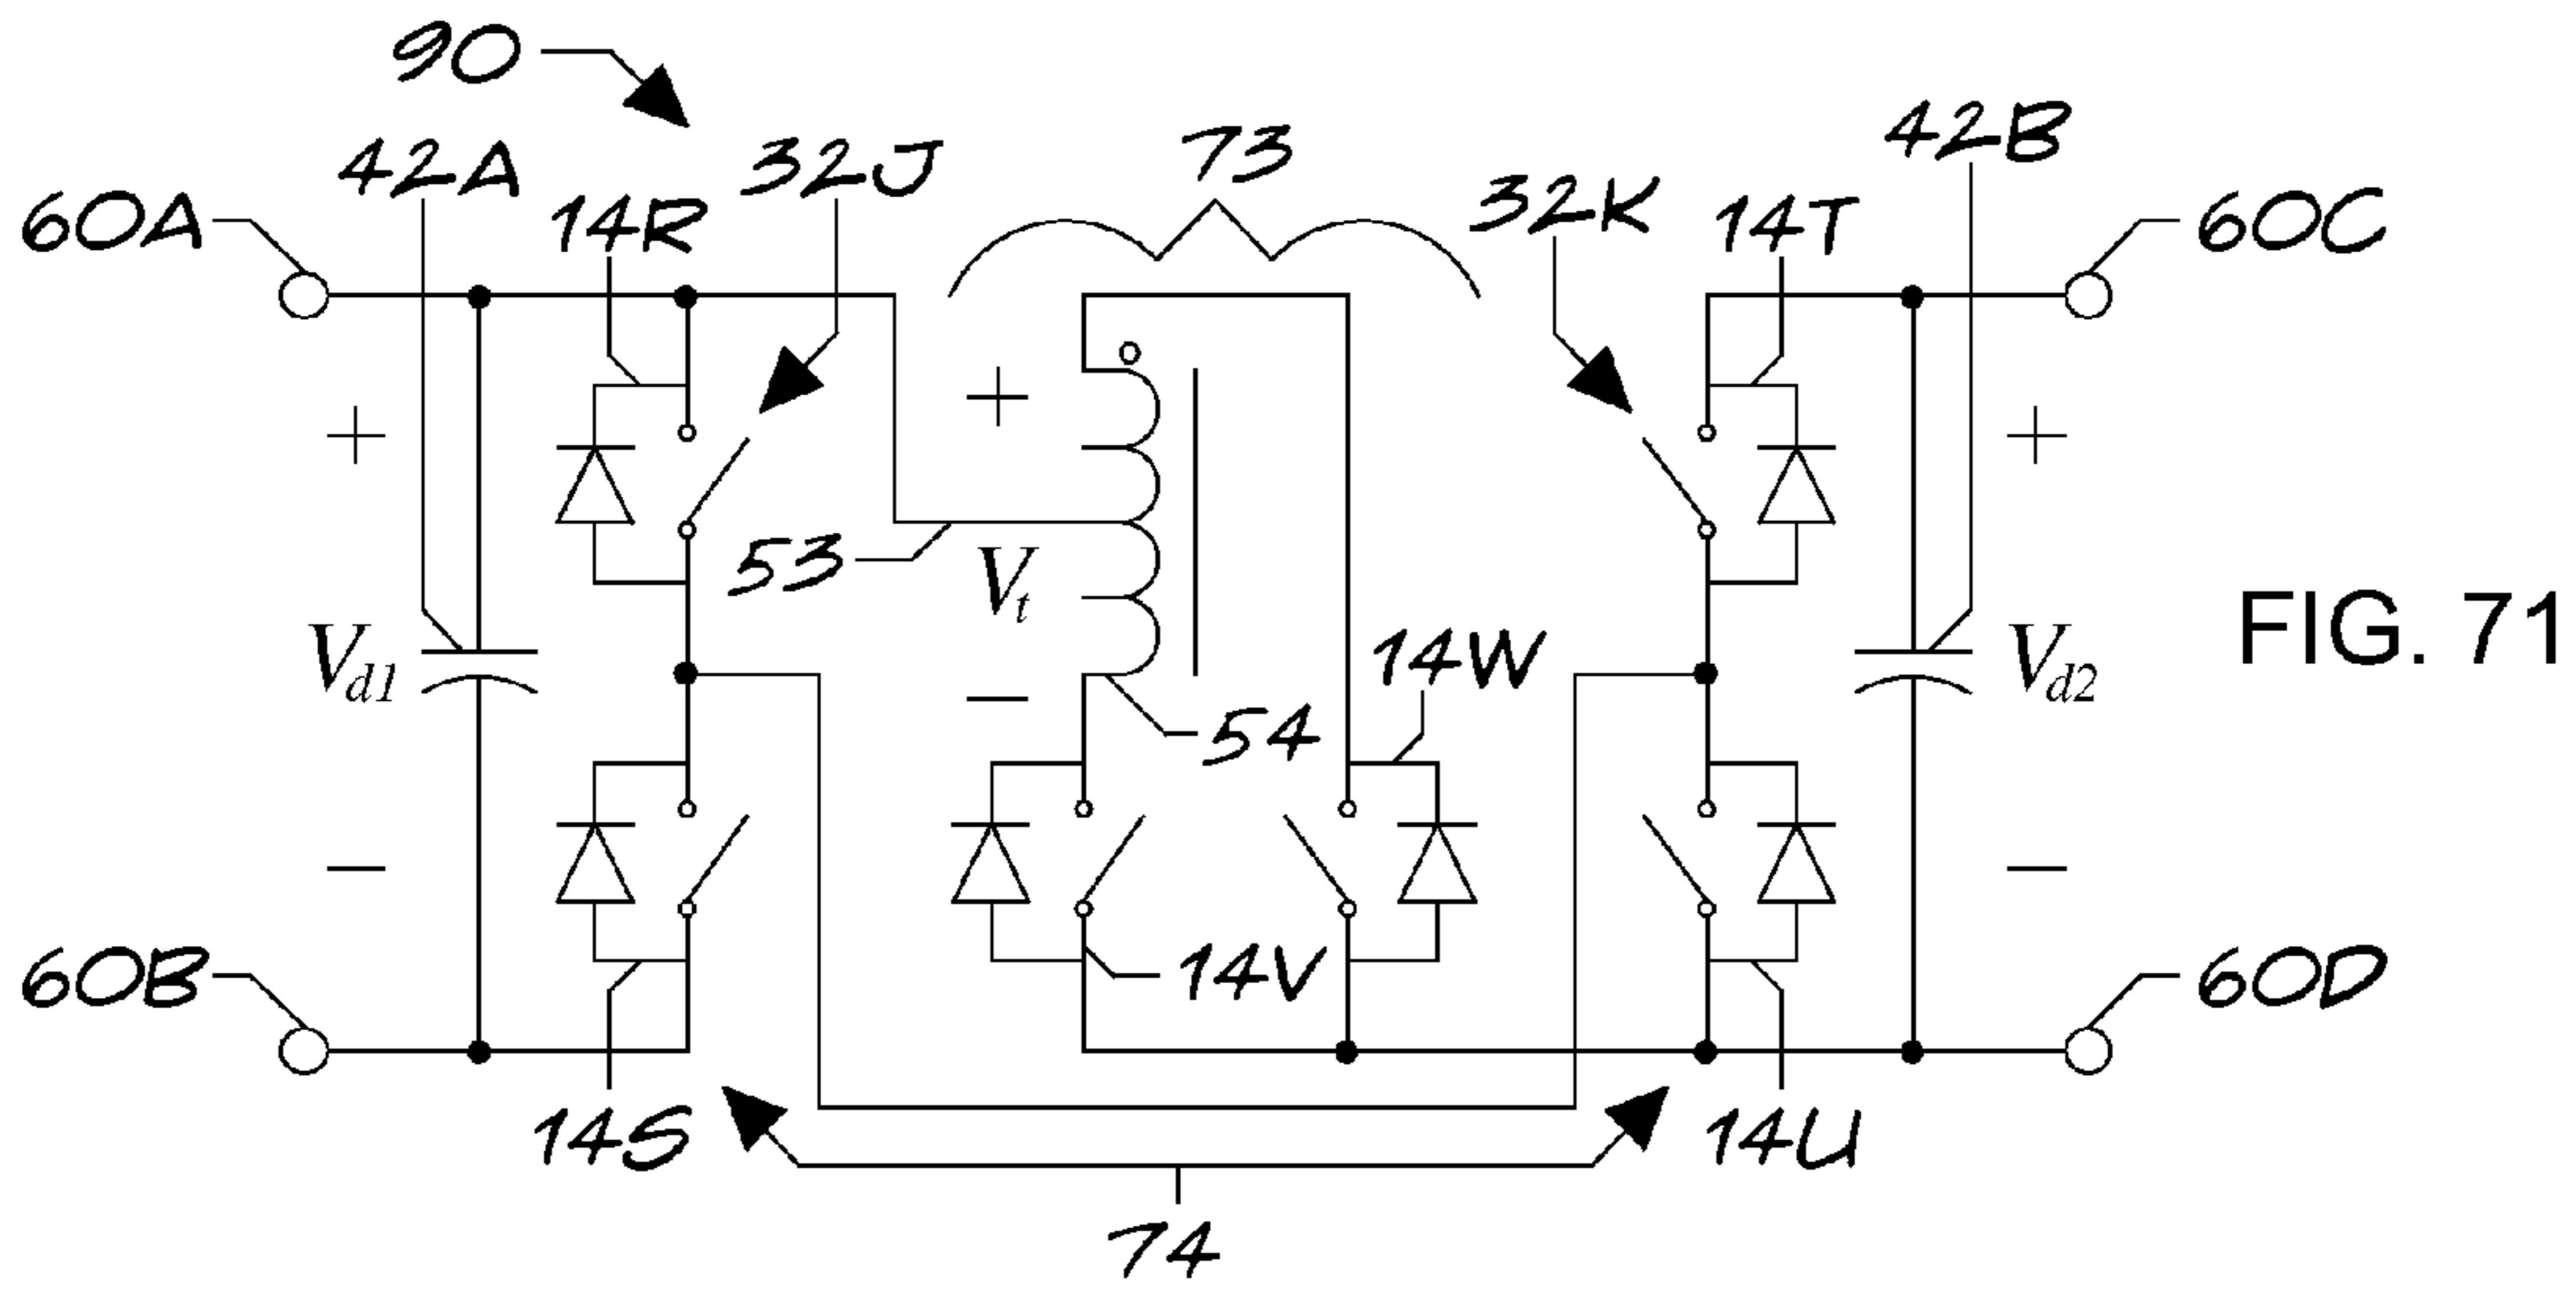 90
42A
32J
73
42B
60A
14R
32K
14T
60C
+
+
+
53
Vt
Vd1
14W
Vd2
FIG. 71
−
54
−
−
60B
14V
60D
14S
14U
74